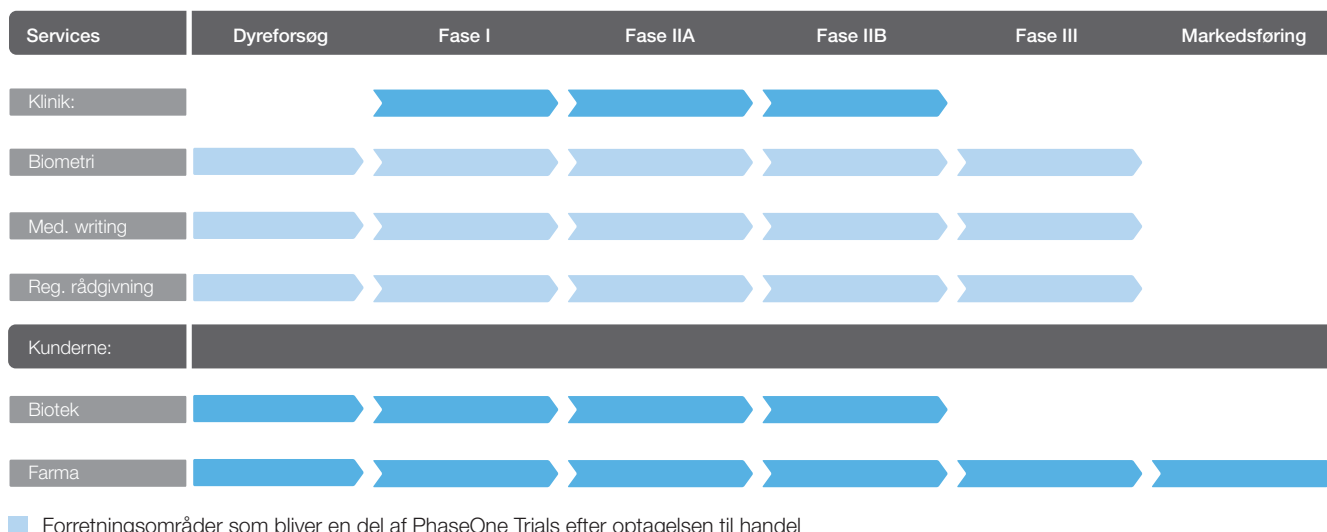 Services Dyreforsøg Fase I Fase IIA Fase IIB Fase III Markedsføring
Klinik:
Biometri
Med. writing
Reg. rådgivning
Kunderne:
Biotek
Farma
Forretningsområder som bliver en del af PhaseOne Trials efter optagelsen til handel